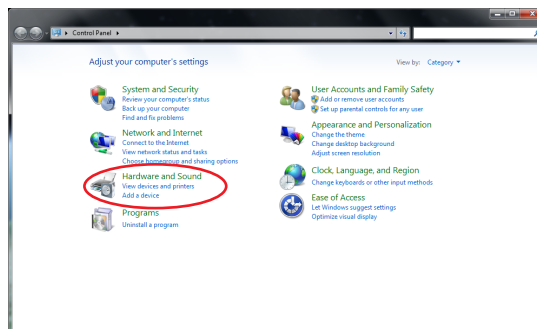 Control Panel
Adjust your computer's settings
View by: Category
System and Security
Review your computer's status
Back up your computer
Find and fix problems
Network and Internet
Connect to the Internet
View network status and tasks
Choose homegroup and sharing options
Hardware and Sound
View devices and printers
Add a device
Programs
Uninstall a program
User Accounts and Family Safety
Add or remove user accounts
Set up parental controls for any user
Appearance and Personalization
Change the theme
Change desktop background
Adjust screen resolution
Clock, Language, and Region
Change keyboards or other input methods
Ease of Access
Let Windows suggest settings
Optimize visual display